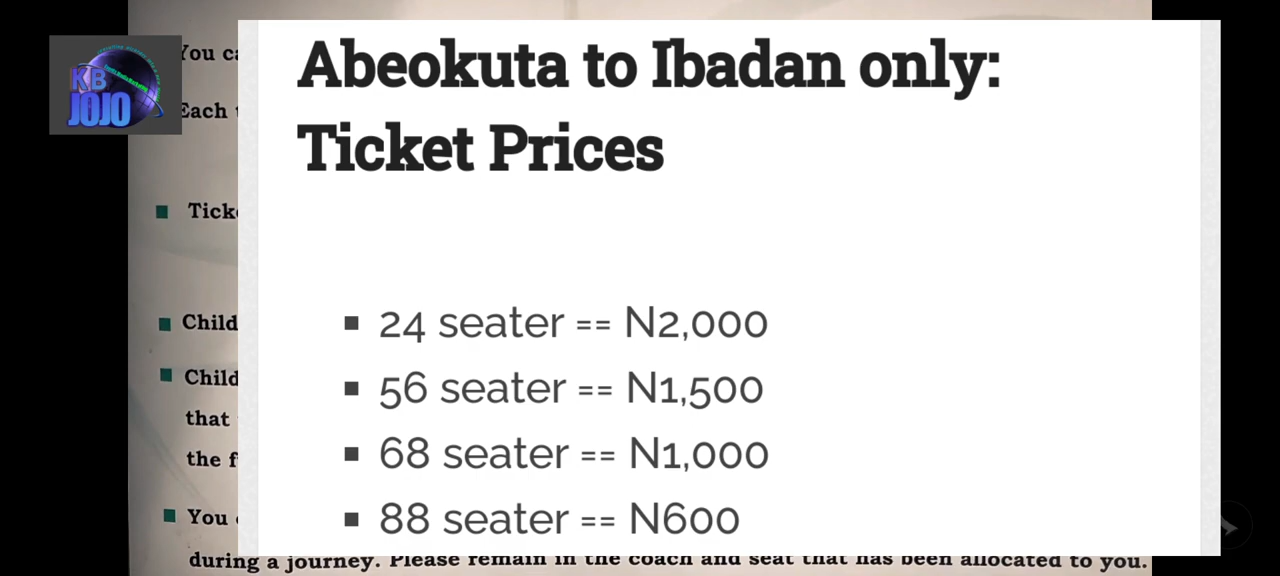 Abeokuta to Ibadan only:
Ticket Prices
24 seater == N2,000
56 seater == N1,500
68 seater == N1,000
88 seater == N600
KB
JOJO
You
Each
Child
Child
that
the
You
during a journey. Please remain in the coach and seat that has been allocated to you.